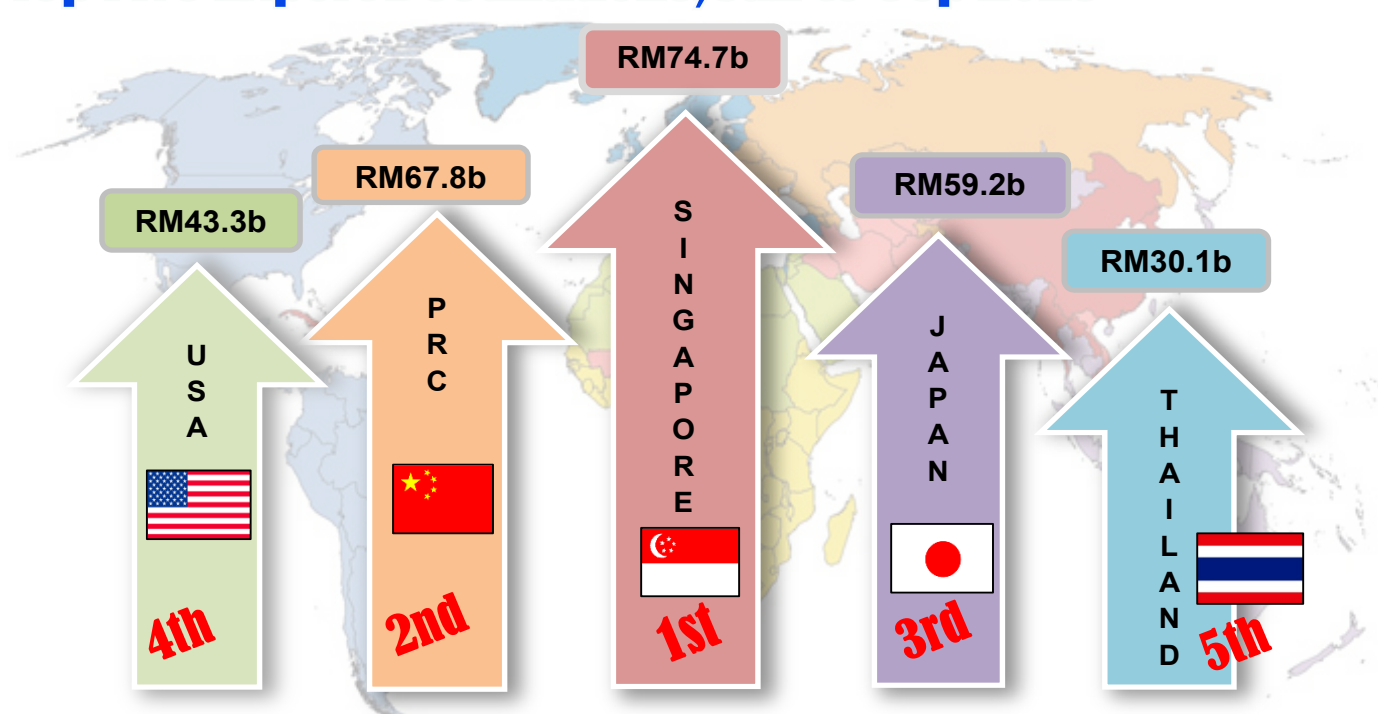 RM74.7b
RM67.8b
RM59.2b
RM43.3b
RM30.1b
USA
PRC
SINGAPORE
JAPAN
THAILAND
4th
2nd
1st
3rd
5th